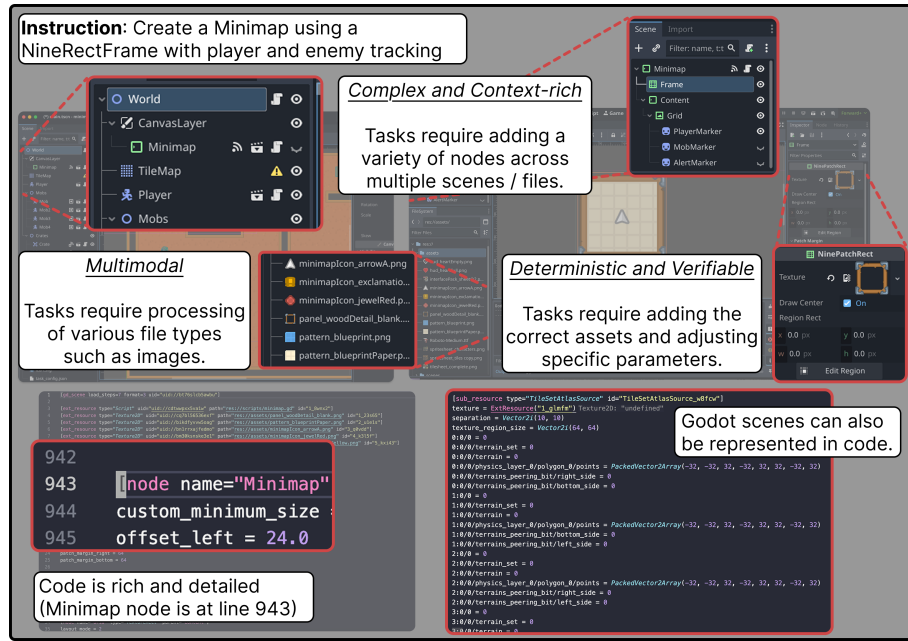 Instruction: Create a Minimap using a
NineRectFrame with player and enemy tracking
Scene
Import
Filter: name, t:t
Minimap
Frame
Content
Grid
PlayerMarker
MobMarker
AlertMarker
World
CanvasLayer
Minimap
TileMap
Player
Mobs
Complex and Context-rich
Tasks require adding a
variety of nodes across
multiple scenes / files.
Multimodal
Tasks require processing
of various file types
such as images.
minimapIcon_arrowA.png
minimapIcon_exclamatio...
minimapIcon_jewelRed.p...
panel_woodDetail_blank....
pattern_blueprint.png
pattern_blueprintPaper.p...
Deterministic and Verifiable
Tasks require adding the
correct assets and adjusting
specific parameters.
NinePatchRect
Texture
Draw Center
On
Region Rect
x 0.0 px y 0.0 px
w 0.0 px h 0.0 px
Edit Region
942
943 [node name="Minimap"
944 custom_minimum_size
945 offset_left = 24.0
patch_margin_right = 64
patch_margin_bottom = 64
Code is rich and detailed
(Minimap node is at line 943)
[sub_resource type="TileSetAtlasSource" id="TileSetAtlasSource_w8fcw"]
texture = ExtResource("1_glmfm") Texture2D: "undefined"
separation = Vector2i(10, 10)
texture_region_size = Vector2i(64, 64)
0:0/0 = 0
0:0/0/terrain_set = 0
0:0/0/terrain = 0
0:0/0/physics_layer_0/polygon_0/points = PackedVector2Array(-32, -32, 32, -32, 32, 32, -32, 32)
0:0/0/terrains_peering_bit/right_side = 0
0:0/0/terrains_peering_bit/bottom_side = 0
1:0/0 = 0
1:0/0/terrain_set = 0
1:0/0/terrain = 0
1:0/0/physics_layer_0/polygon_0/points = PackedVector2Array(-32, -32, 32, -32, 32, 32, -32, 32)
1:0/0/terrains_peering_bit/bottom_side = 0
1:0/0/terrains_peering_bit/left_side = 0
2:0/0 = 0
2:0/0/terrain_set = 0
2:0/0/terrain = 0
2:0/0/physics_layer_0/polygon_0/points = PackedVector2Array(-32, -32, 32, -32, 32, 32, -32, 32)
2:0/0/terrains_peering_bit/right_side = 0
2:0/0/terrains_peering_bit/left_side = 0
3:0/0 = 0
3:0/0/terrain_set = 0
3:0/0/terrain = 0
Godot scenes can also
be represented in code.